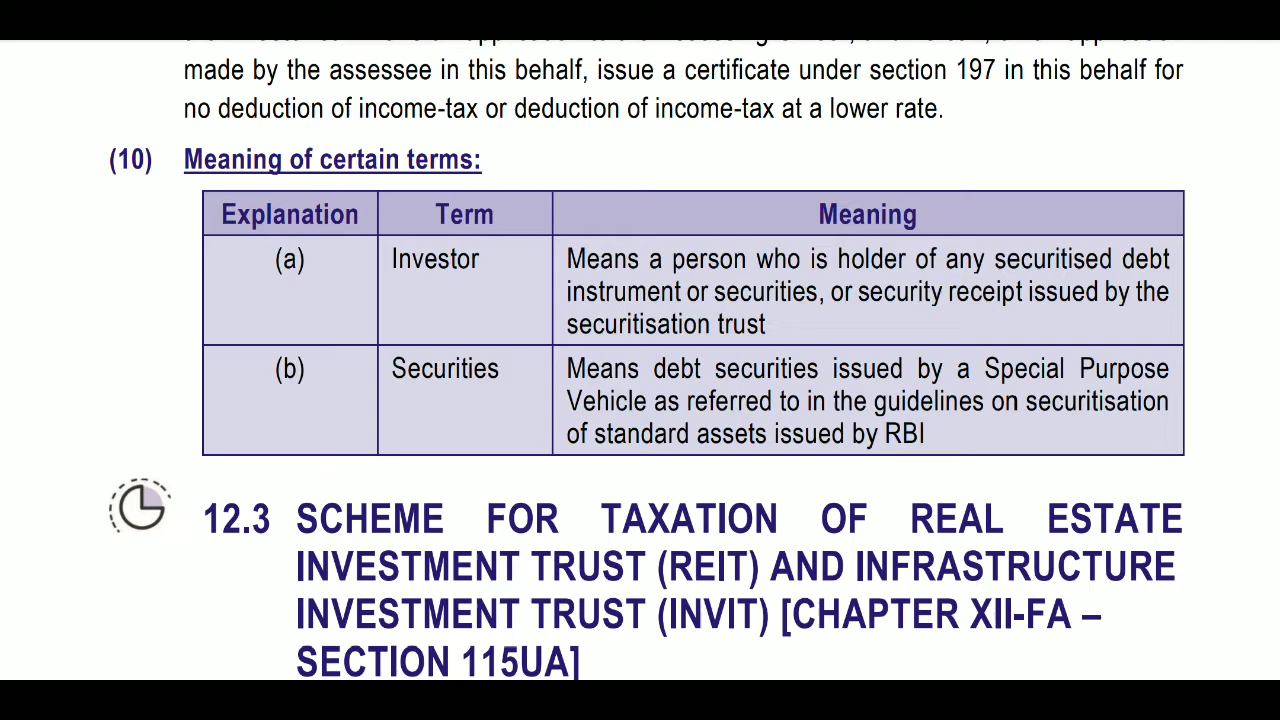 made by the assessee in this behalf, issue a certificate under section 197 in this behalf for
no deduction of income-tax or deduction of income-tax at a lower rate.
(10) Meaning of certain terms:
Explanation Term Meaning
(a) Investor Means a person who is holder of any securitised debt
instrument or securities, or security receipt issued by the
securitisation trust
(b) Securities Means debt securities issued by a Special Purpose
Vehicle as referred to in the guidelines on securitisation
of standard assets issued by RBI
12.3 SCHEME FOR TAXATION OF REAL ESTATE
INVESTMENT TRUST (REIT) AND INFRASTRUCTURE
INVESTMENT TRUST (INVIT) [CHAPTER XII-FA –
SECTION 115UA]